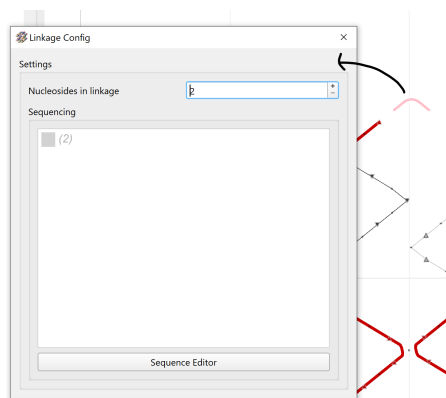 Linkage Config
Settings
Nucleosides in linkage 2
Sequencing
(2)
Sequence Editor